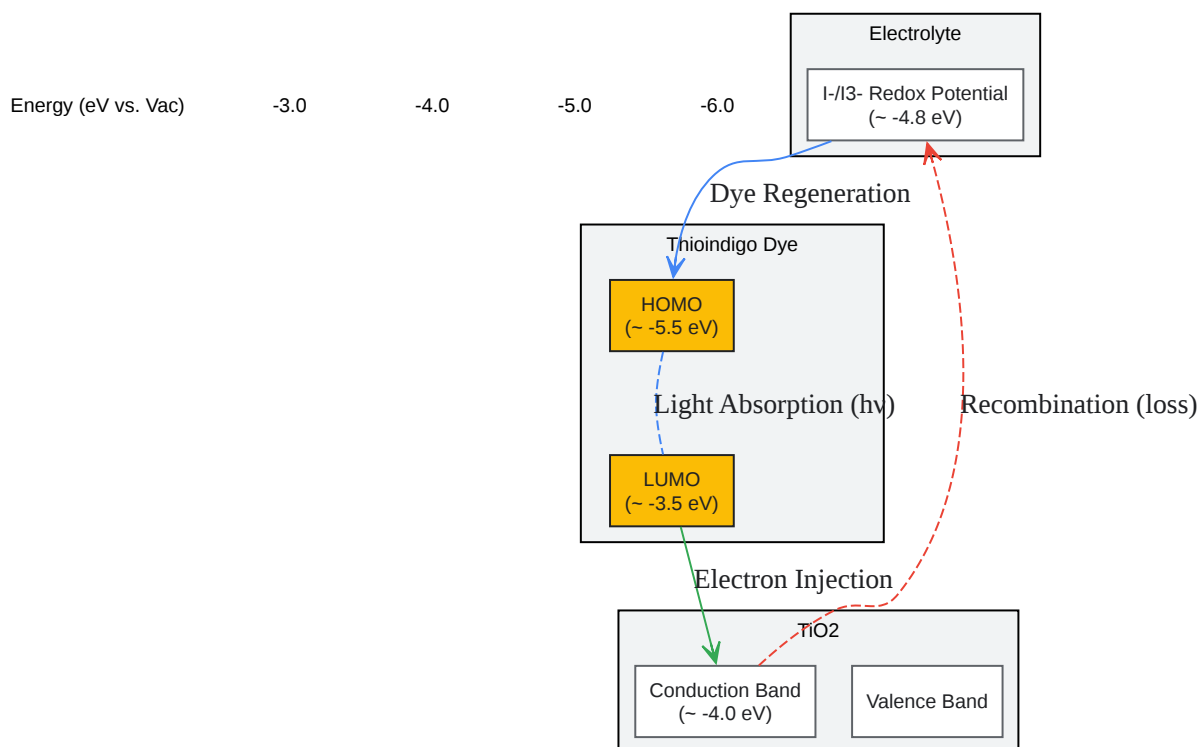 Electrolyte
Energy (eV vs. Vac) -3.0 -4.0 -5.0 -6.0
I-/I3- Redox Potential
(~ -4.8 eV)
Dye Regeneration
Thioindigo Dye
HOMO
(~ -5.5 eV)
Light Absorption (hν)
Recombination (loss)
LUMO
(~ -3.5 eV)
Electron Injection
TiO2
Conduction Band
(~ -4.0 eV)
Valence Band